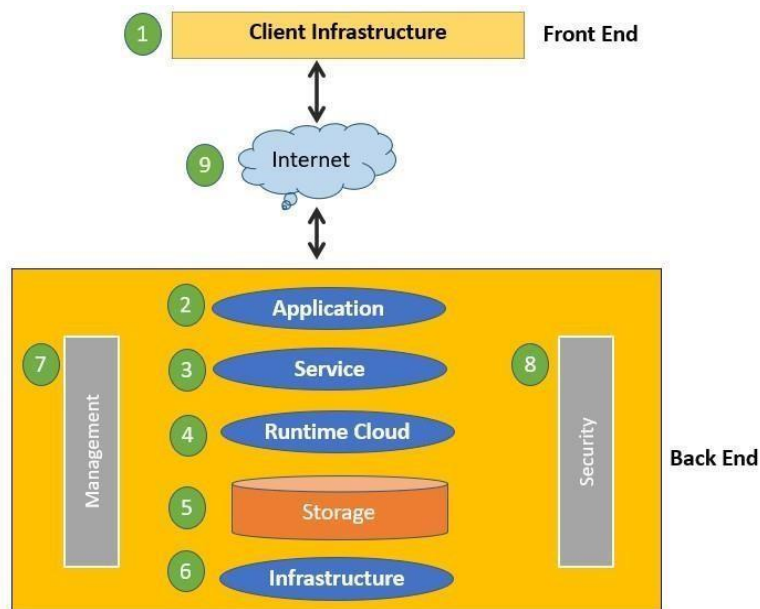 1 Client Infrastructure Front End
9 Internet
2 Application
7 Management
3 Service
8 Security
4 Runtime Cloud
Back End
5 Storage
6 Infrastructure